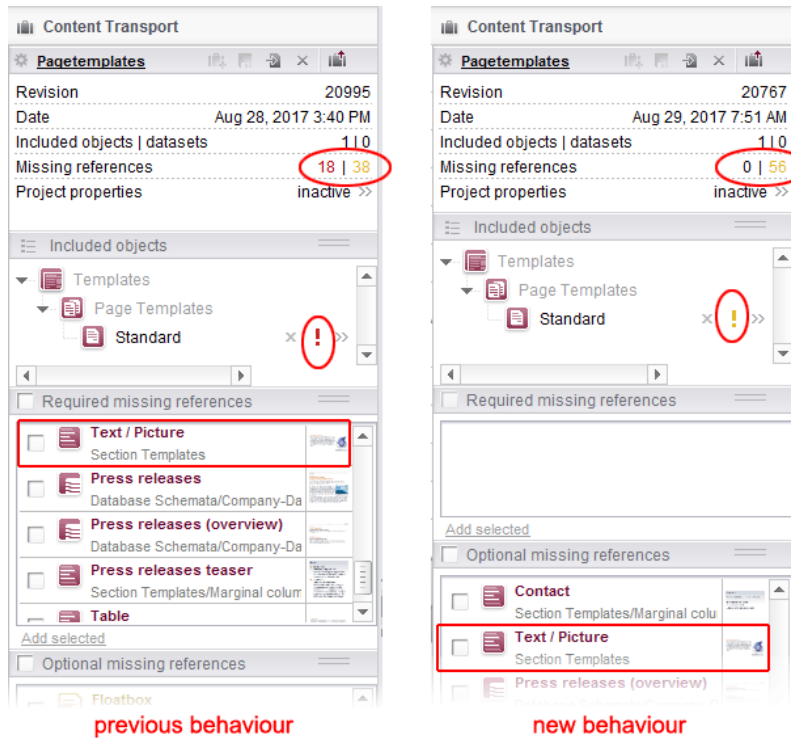 Content Transport
Pagetemplates
Revision 20995
Date Aug 28, 2017 3:40 PM
Included objects | datasets 1 | 0
Missing references 18 | 38
Project properties inactive >>
Included objects
Templates
Page Templates
Standard × ! >>
Required missing references
Text / Picture
Section Templates
Press releases
Database Schemata/Company-Da
Press releases (overview)
Database Schemata/Company-Da
Press releases teaser
Section Templates/Marginal colum
Table
Add selected
Optional missing references
Floatbox
previous behaviour
Content Transport
Pagetemplates
Revision 20767
Date Aug 29, 2017 7:51 AM
Included objects | datasets 1 | 0
Missing references 0 | 56
Project properties inactive >>
Included objects
Templates
Page Templates
Standard × ! >>
Required missing references
Add selected
Optional missing references
Contact
Section Templates/Marginal colu
Text / Picture
Section Templates
Press releases (overview)
new behaviour